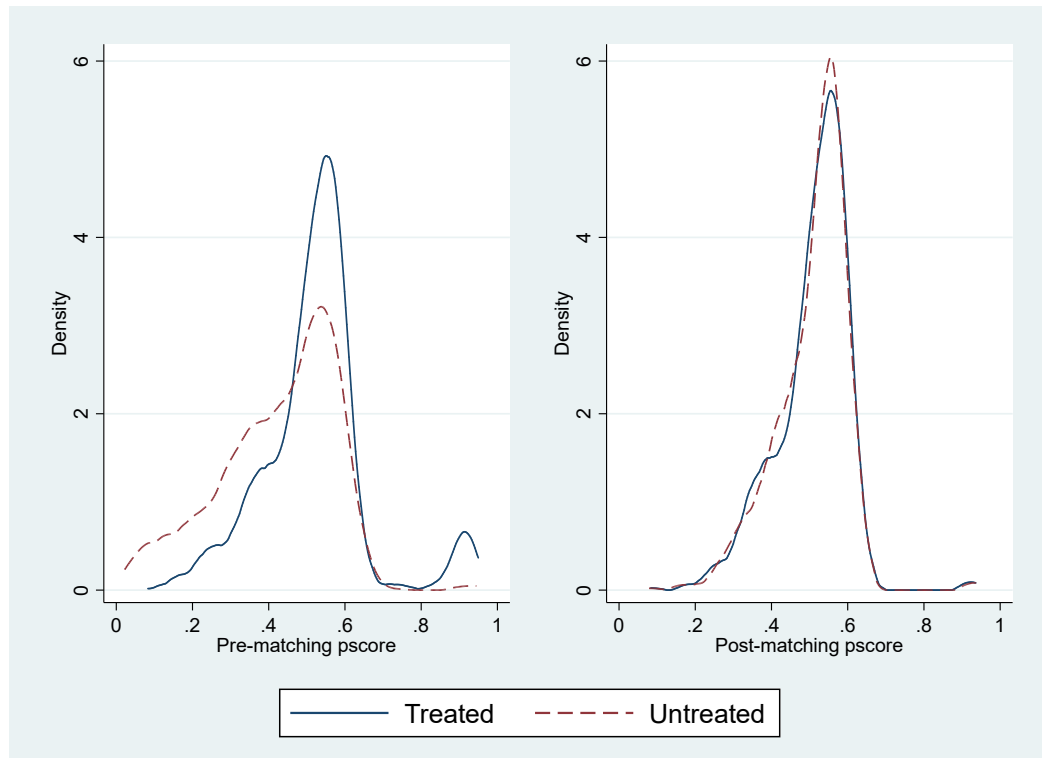 Density
6
4
2
0
0 .2 .4 .6 .8 1
Pre-matching pscore
Density
6
4
2
0
0 .2 .4 .6 .8 1
Post-matching pscore
Treated Untreated